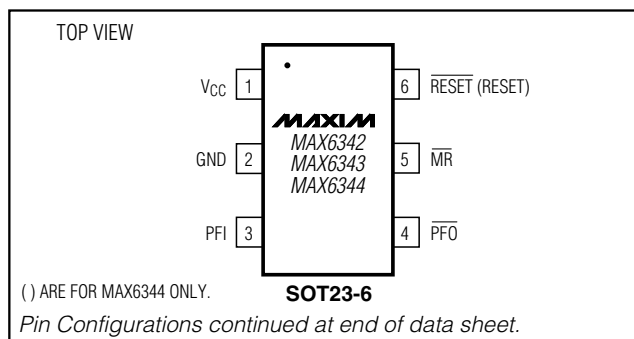 TOP VIEW
VCC 1
6 RESET (RESET)
MAXIM
MAX6342
MAX6343
MAX6344
GND 2
5 MR
PFI 3
4 PFO
( ) ARE FOR MAX6344 ONLY.
SOT23-6
Pin Configurations continued at end of data sheet.